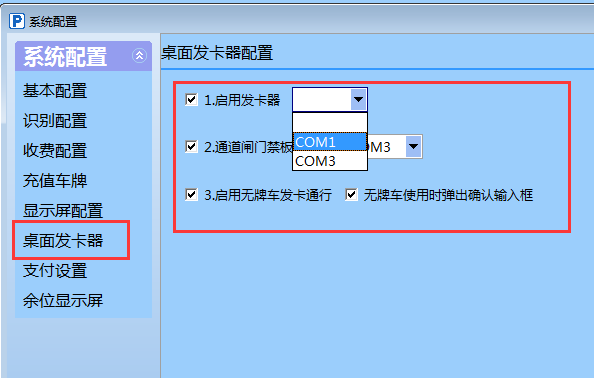 P 系统配置
系统配置
基本配置
识别配置
收费配置
充值车牌
显示屏配置
桌面发卡器
支付设置
余位显示屏
桌面发卡器配置
1.启用发卡器
COM1
COM3
2.通道闸门禁板 OM3
3.启用无牌车发卡通行 无牌车使用时弹出确认输入框